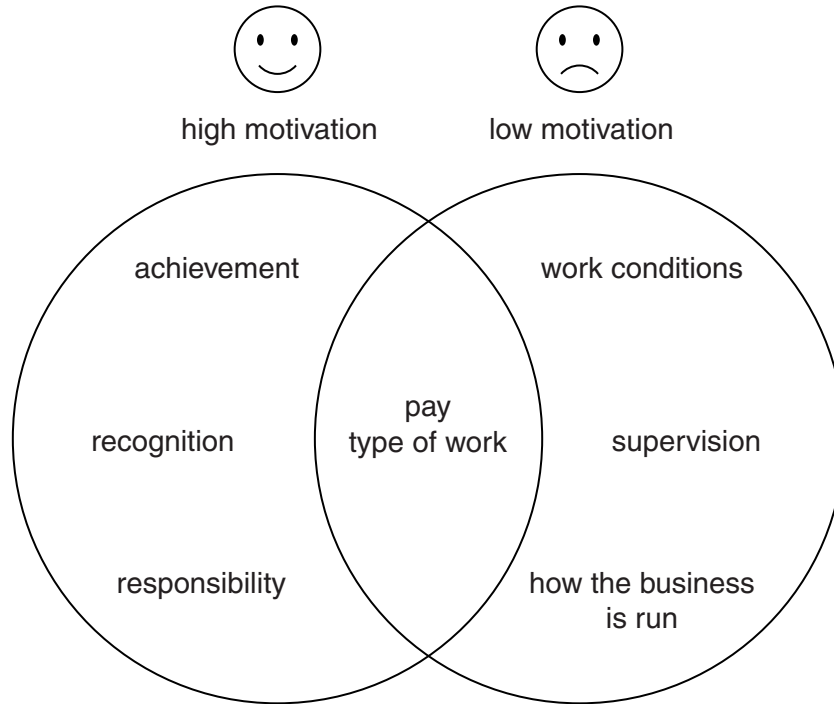 high motivation
low motivation
achievement
work conditions
recognition
pay
type of work
supervision
responsibility
how the business
is run